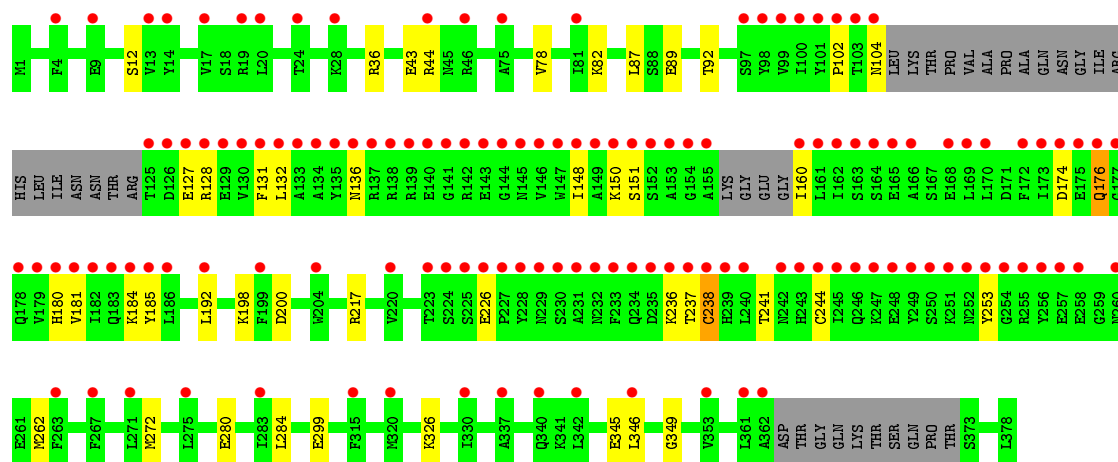 M1 F4 E9 S12 V13 Y14 V17 S18 R19 L20 T24 K28 R36 E43 R44 N45 R46 A75 V78 I81 K82 L87 S88 E89 T92 S97 Y98 V99 I100 Y101 P102 T103 N104 LEU LYS THR PRO VAL ALA PRO ALA GLN ASN GLY ILE ARG
HIS LEU ILE ASN ASN THR ARG T125 D126 E127 R128 E129 V130 F131 L132 A133 A134 Y135 N136 R137 R138 R139 E140 G141 R142 E143 G144 N145 V146 W147 I148 A149 K150 S151 S152 A153 G154 A155 LYS GLY GLU GLY I160 L161 I162 S163 S164 E165 A166 S167 E168 L169 L170 D171 F172 I173 D174 E175 Q176 G177
Q178 V179 H180 V181 I182 Q183 K184 Y185 L186 L192 K198 F199 D200 W204 R217 V220 T223 S224 S225 E226 P227 Y228 N229 S230 A231 N232 F233 Q234 D235 K236 T237 C238 H239 L240 T241 N242 H243 C244 I245 Q246 K247 E248 Y249 S250 K251 N252 Y253 G254 R255 Y256 E257 E258 G259 N260
E261 M262 F263 F267 L271 M272 L275 E280 I283 L284 E299 F315 M320 K326 I330 A337 Q340 K341 L342 E345 L346 G349 V353 L361 A362 ASP THR GLY GLN LYS THR SER GLN PRO THR S373 L378